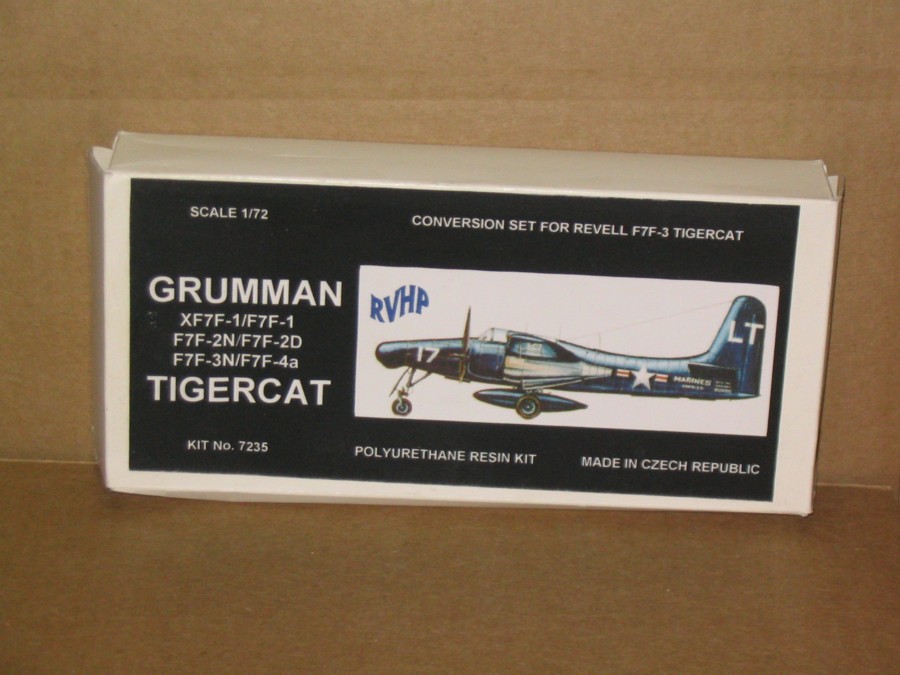 SCALE 1/72
CONVERSION SET FOR REVELL F7F-3 TIGERCAT
GRUMMAN
XF7F-1/F7F-1
F7F-2N/F7F-2D
F7F-3N/F7F-4a
TIGERCAT
RVHP
17
LT
MARINES
KIT No. 7235
POLYURETHANE RESIN KIT
MADE IN CZECH REPUBLIC